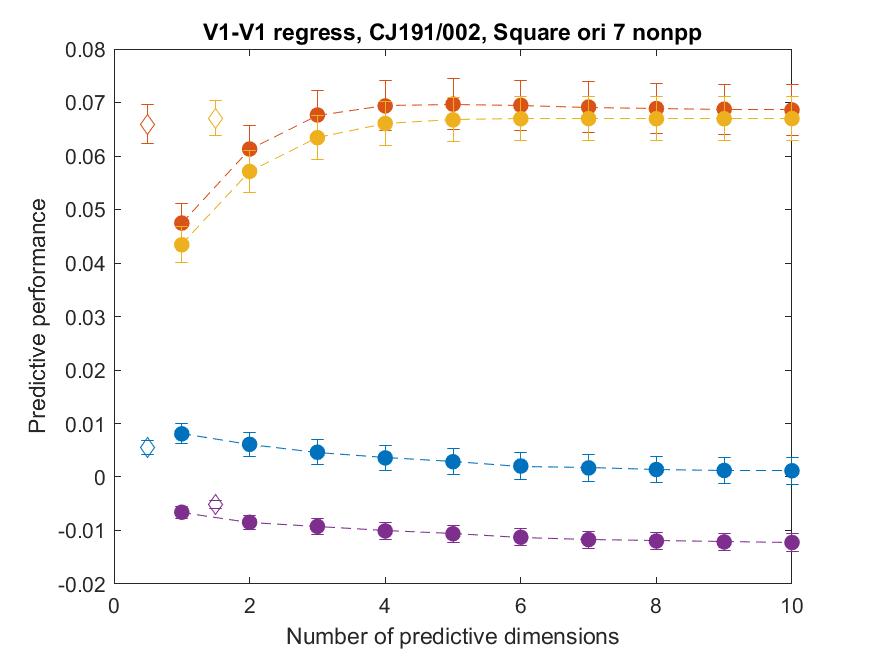 V1-V1 regress, CJ191/002, Square ori 7 nonpp
0.08
0.07
0.06
0.05
0.04
0.03
0.02
0.01
0
-0.01
-0.02
Predictive performance
0 2 4 6 8 10
Number of predictive dimensions